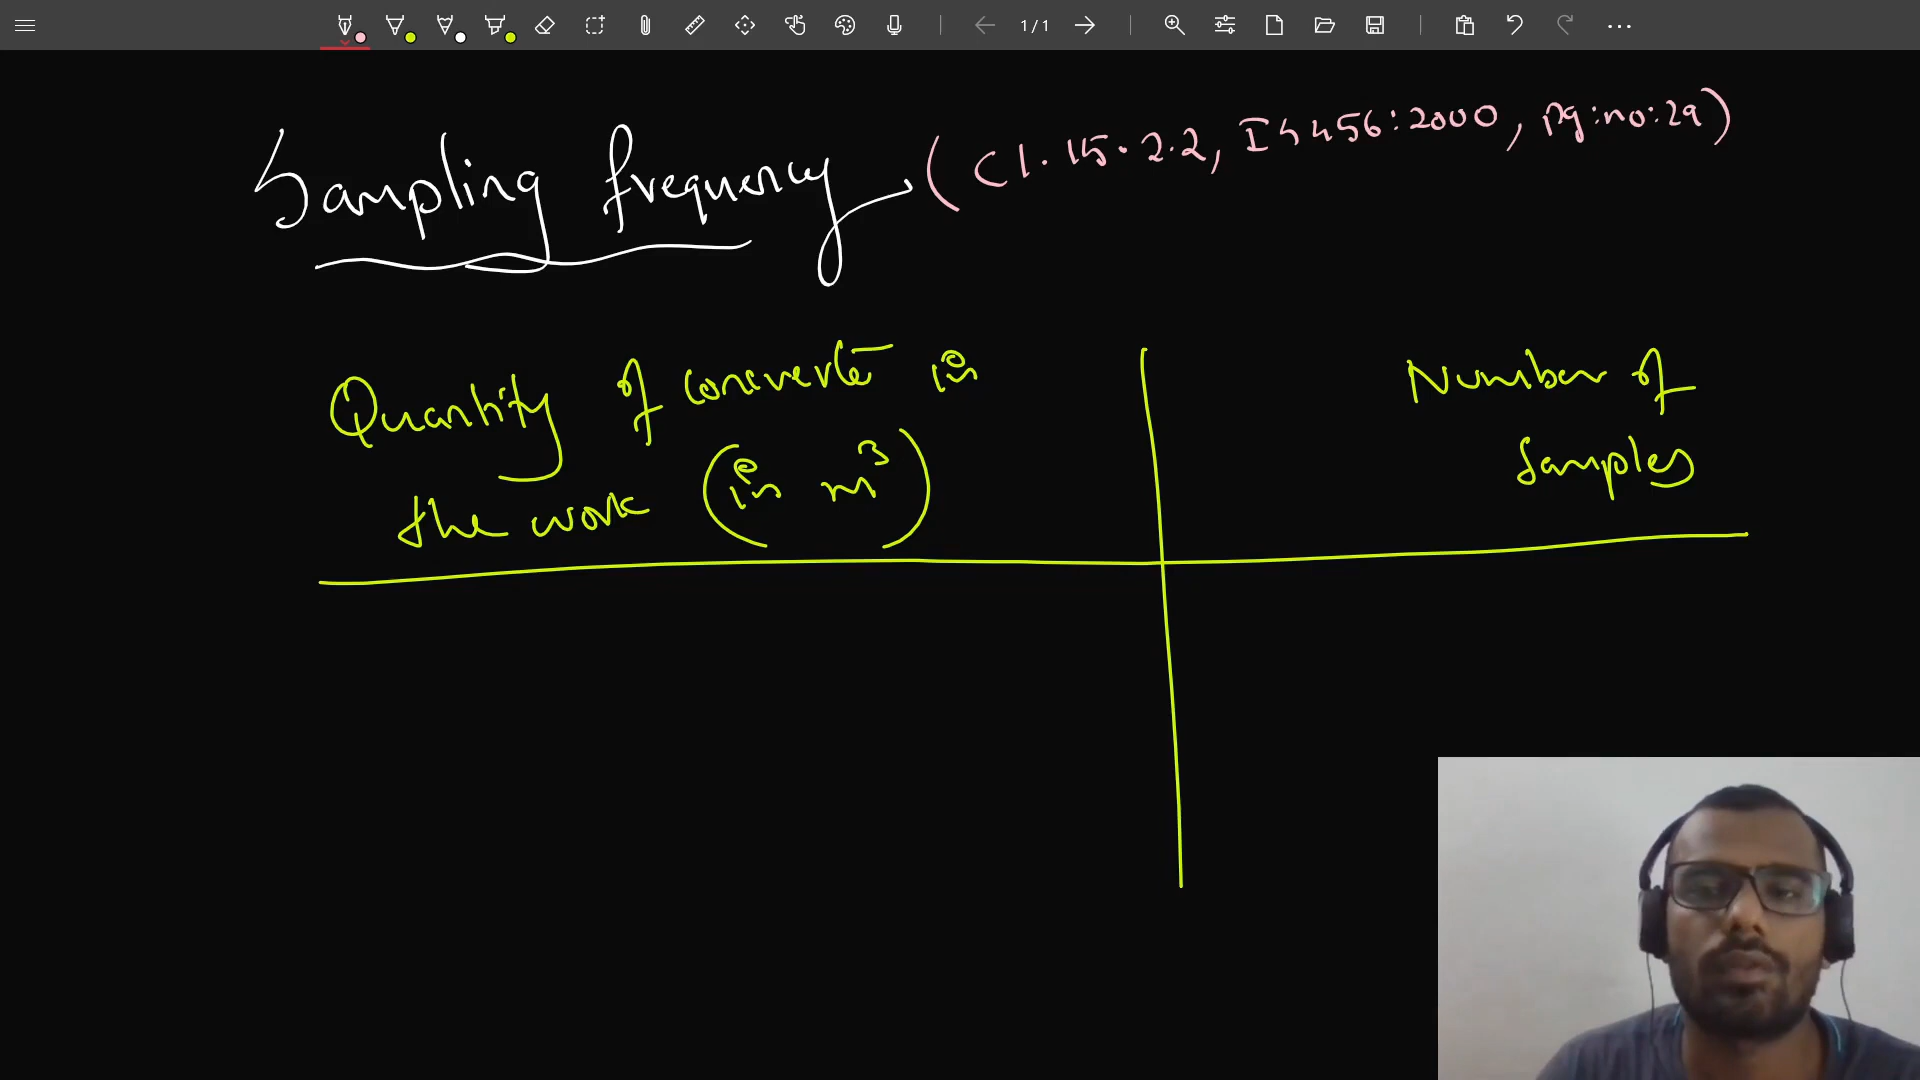 1 / 1
Sampling frequency
(Cl. 15.2.2, IS 456:2000, Pg:no:29)
Quantity of concrete in
the work (in m³)
Number of
Samples